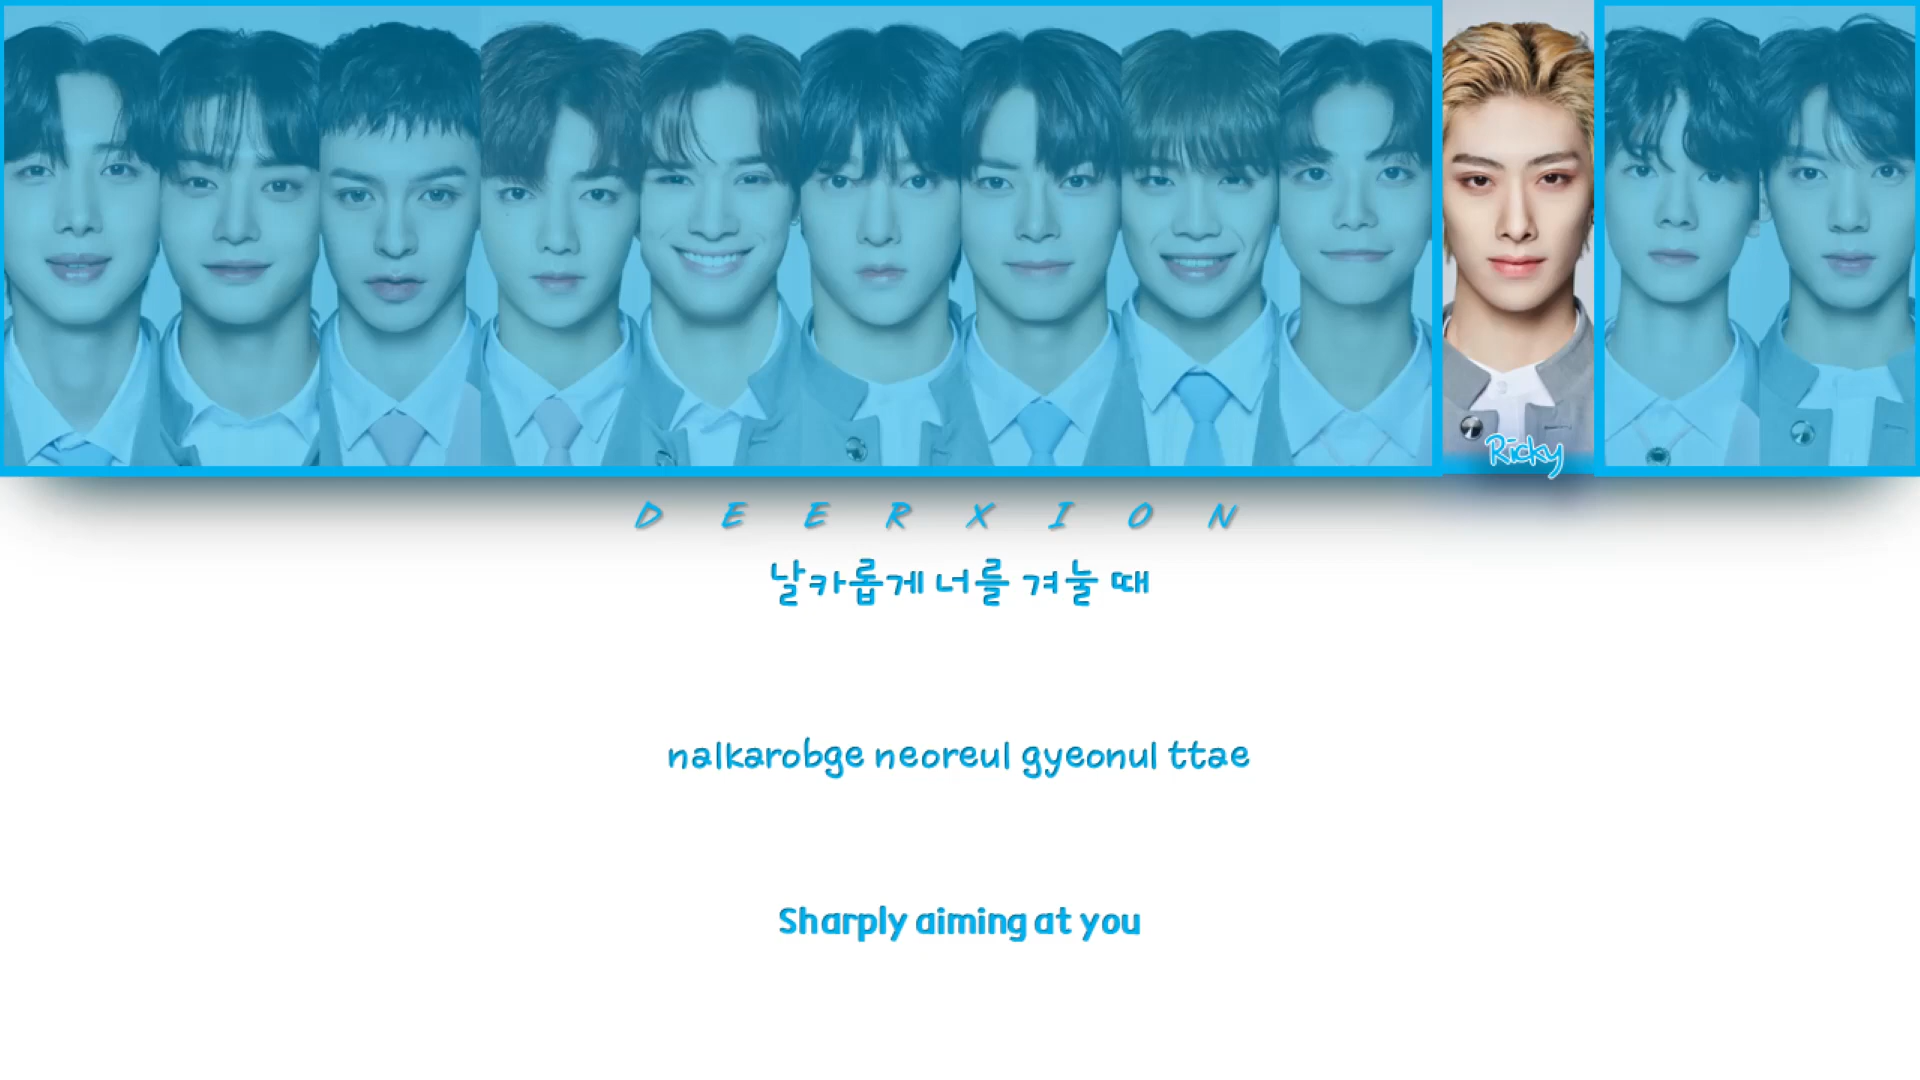 Ricky
D E E R X I O N
날카롭게 너를 겨눌 때
nalkarobge neoreul gyeonul ttae
Sharply aiming at you